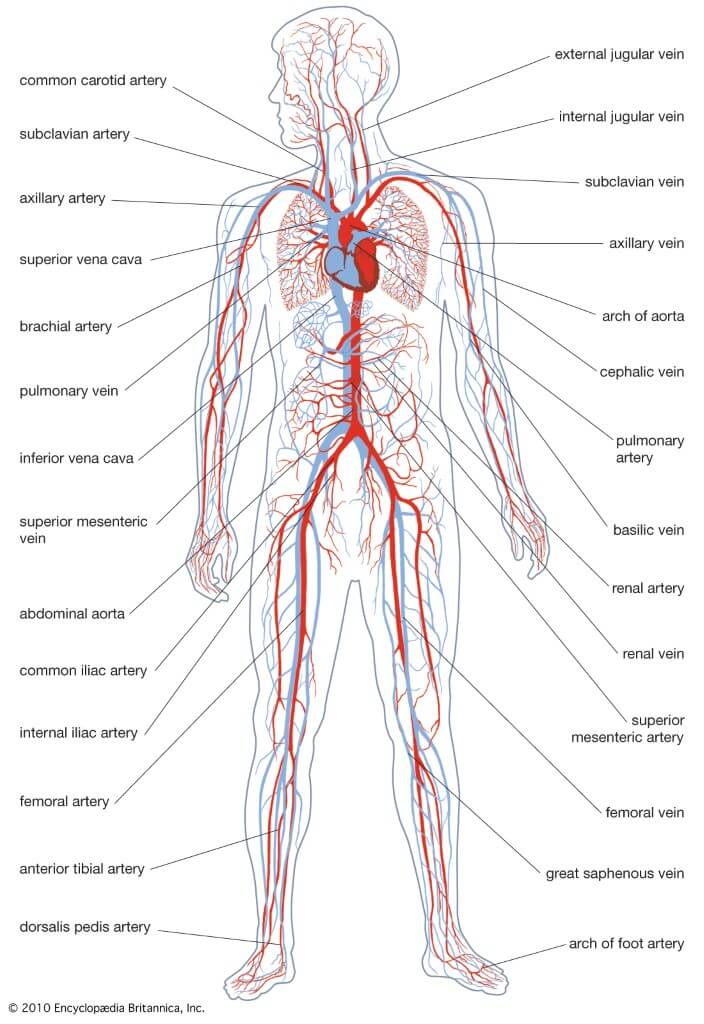 common carotid artery
subclavian artery
axillary artery
superior vena cava
brachial artery
pulmonary vein
inferior vena cava
superior mesenteric
vein
abdominal aorta
common iliac artery
internal iliac artery
femoral artery
anterior tibial artery
dorsalis pedis artery
external jugular vein
internal jugular vein
subclavian vein
axillary vein
arch of aorta
cephalic vein
pulmonary
artery
basilic vein
renal artery
renal vein
superior
mesenteric artery
femoral vein
great saphenous vein
arch of foot artery
© 2010 Encyclopædia Britannica, Inc.